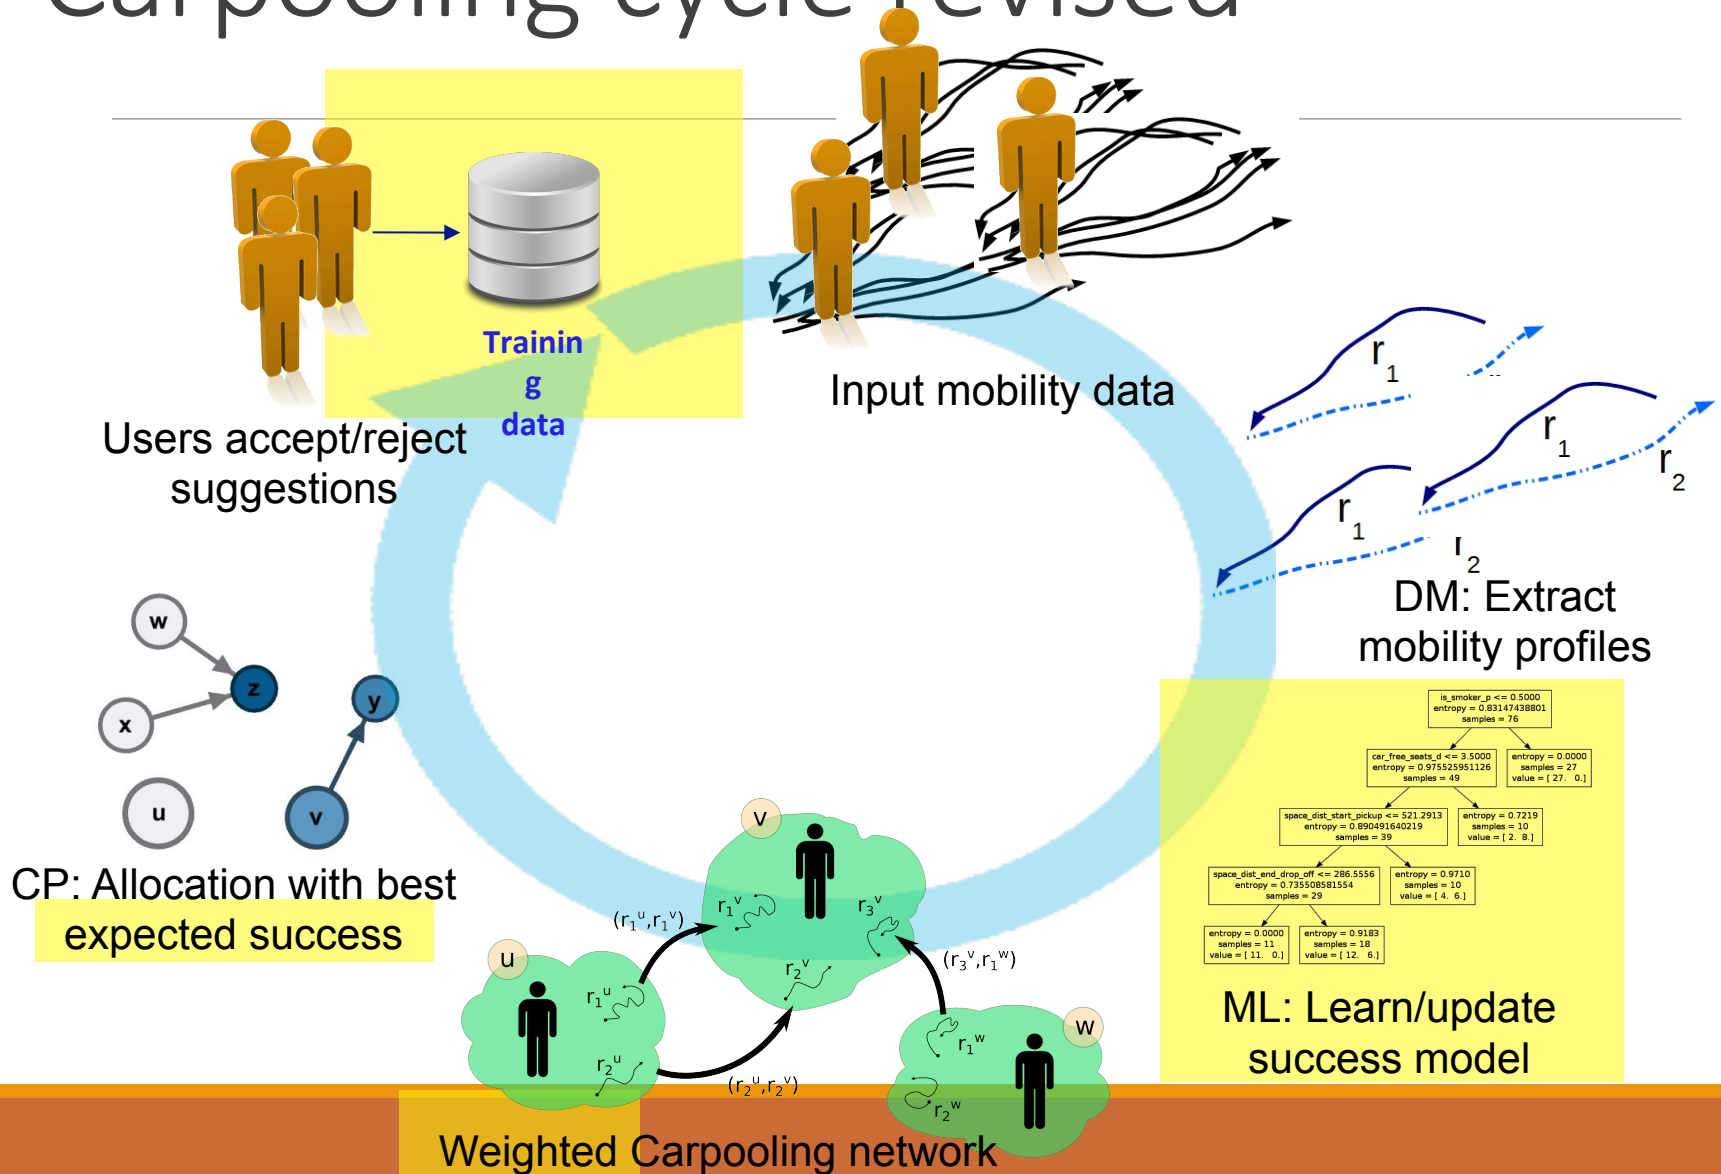 Carpooling cycle revised
Trainin
g
data
Input mobility data
Users accept/reject
suggestions
r1
r1
r2
r1
r2
DM: Extract
mobility profiles
w
z
x
y
u
v
CP: Allocation with best
expected success
is_smoker_p <= 0.5000
entropy = 0.83147438801
samples = 76
car_free_seats_d <= 3.5000
entropy = 0.975525951126
samples = 49
entropy = 0.0000
samples = 27
value = [ 27. 0.]
space_dist_start_pickup <= 521.2913
entropy = 0.890491640219
samples = 39
entropy = 0.7219
samples = 10
value = [ 2. 8.]
space_dist_end_drop_off <= 286.5556
entropy = 0.735508581554
samples = 29
entropy = 0.9710
samples = 10
value = [ 4. 6.]
entropy = 0.0000
samples = 11
value = [ 11. 0.]
entropy = 0.9183
samples = 18
value = [ 12. 6.]
ML: Learn/update
success model
v
r1v
r3v
r2v
(r1u,r1v)
(r3v,r1w)
u
r1u
r2u
(r2u,r2v)
w
r1w
r2w
Weighted Carpooling network